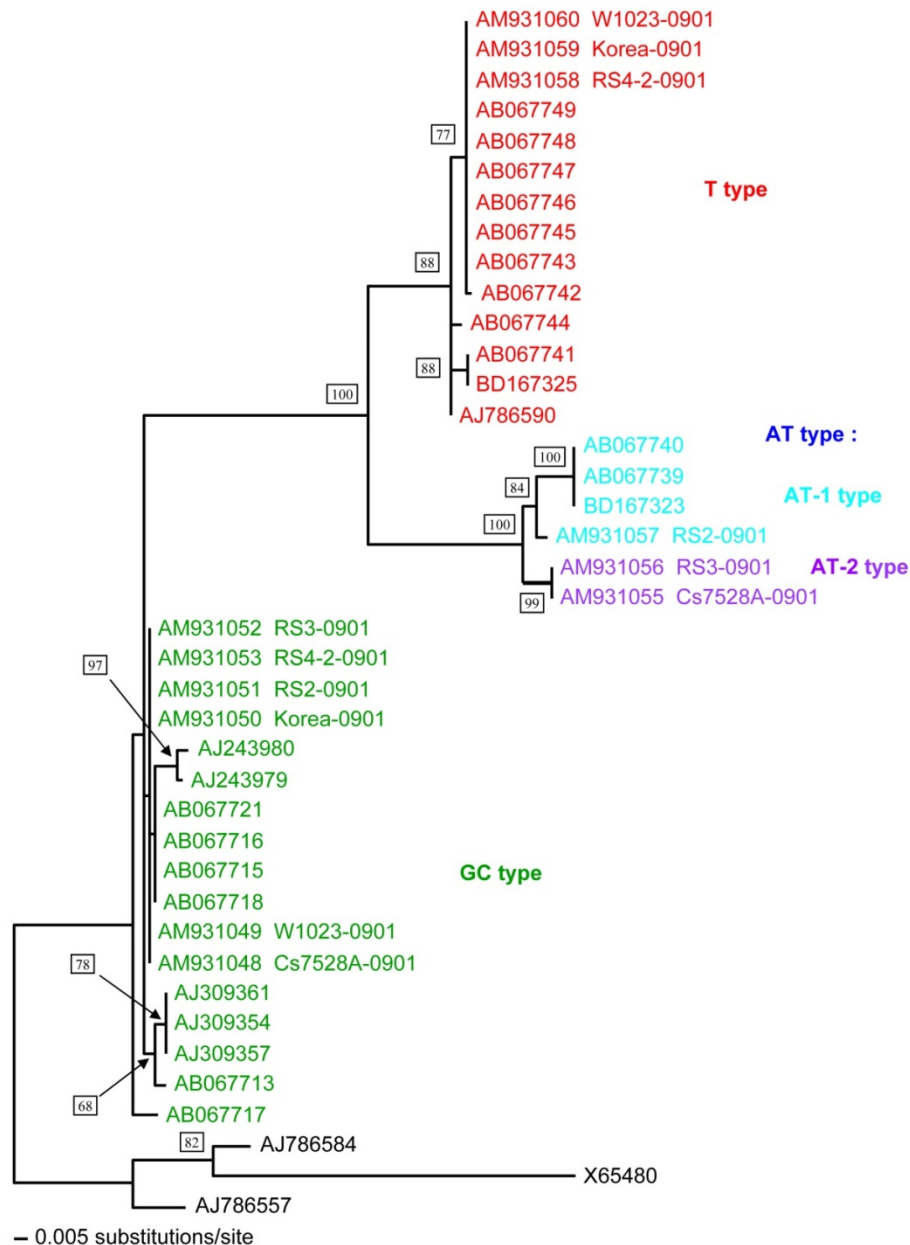 AM931060 W1023-0901
AM931059 Korea-0901
AM931058 RS4-2-0901
AB067749
77
AB067748
AB067747
T type
AB067746
AB067745
AB067743
88
AB067742
AB067744
AB067741
88
BD167325
100
AJ786590
AT type :
AB067740
100
AB067739
84
AT-1 type
BD167323
100
AM931057 RS2-0901
AM931056 RS3-0901
AT-2 type
99
AM931055 Cs7528A-0901
AM931052 RS3-0901
97
AM931053 RS4-2-0901
AM931051 RS2-0901
AM931050 Korea-0901
AJ243980
AJ243979
AB067721
AB067716
AB067715
GC type
AB067718
AM931049 W1023-0901
78
AM931048 Cs7528A-0901
AJ309361
AJ309354
AJ309357
68
AB067713
AB067717
82
AJ786584
X65480
AJ786557
0.005 substitutions/site